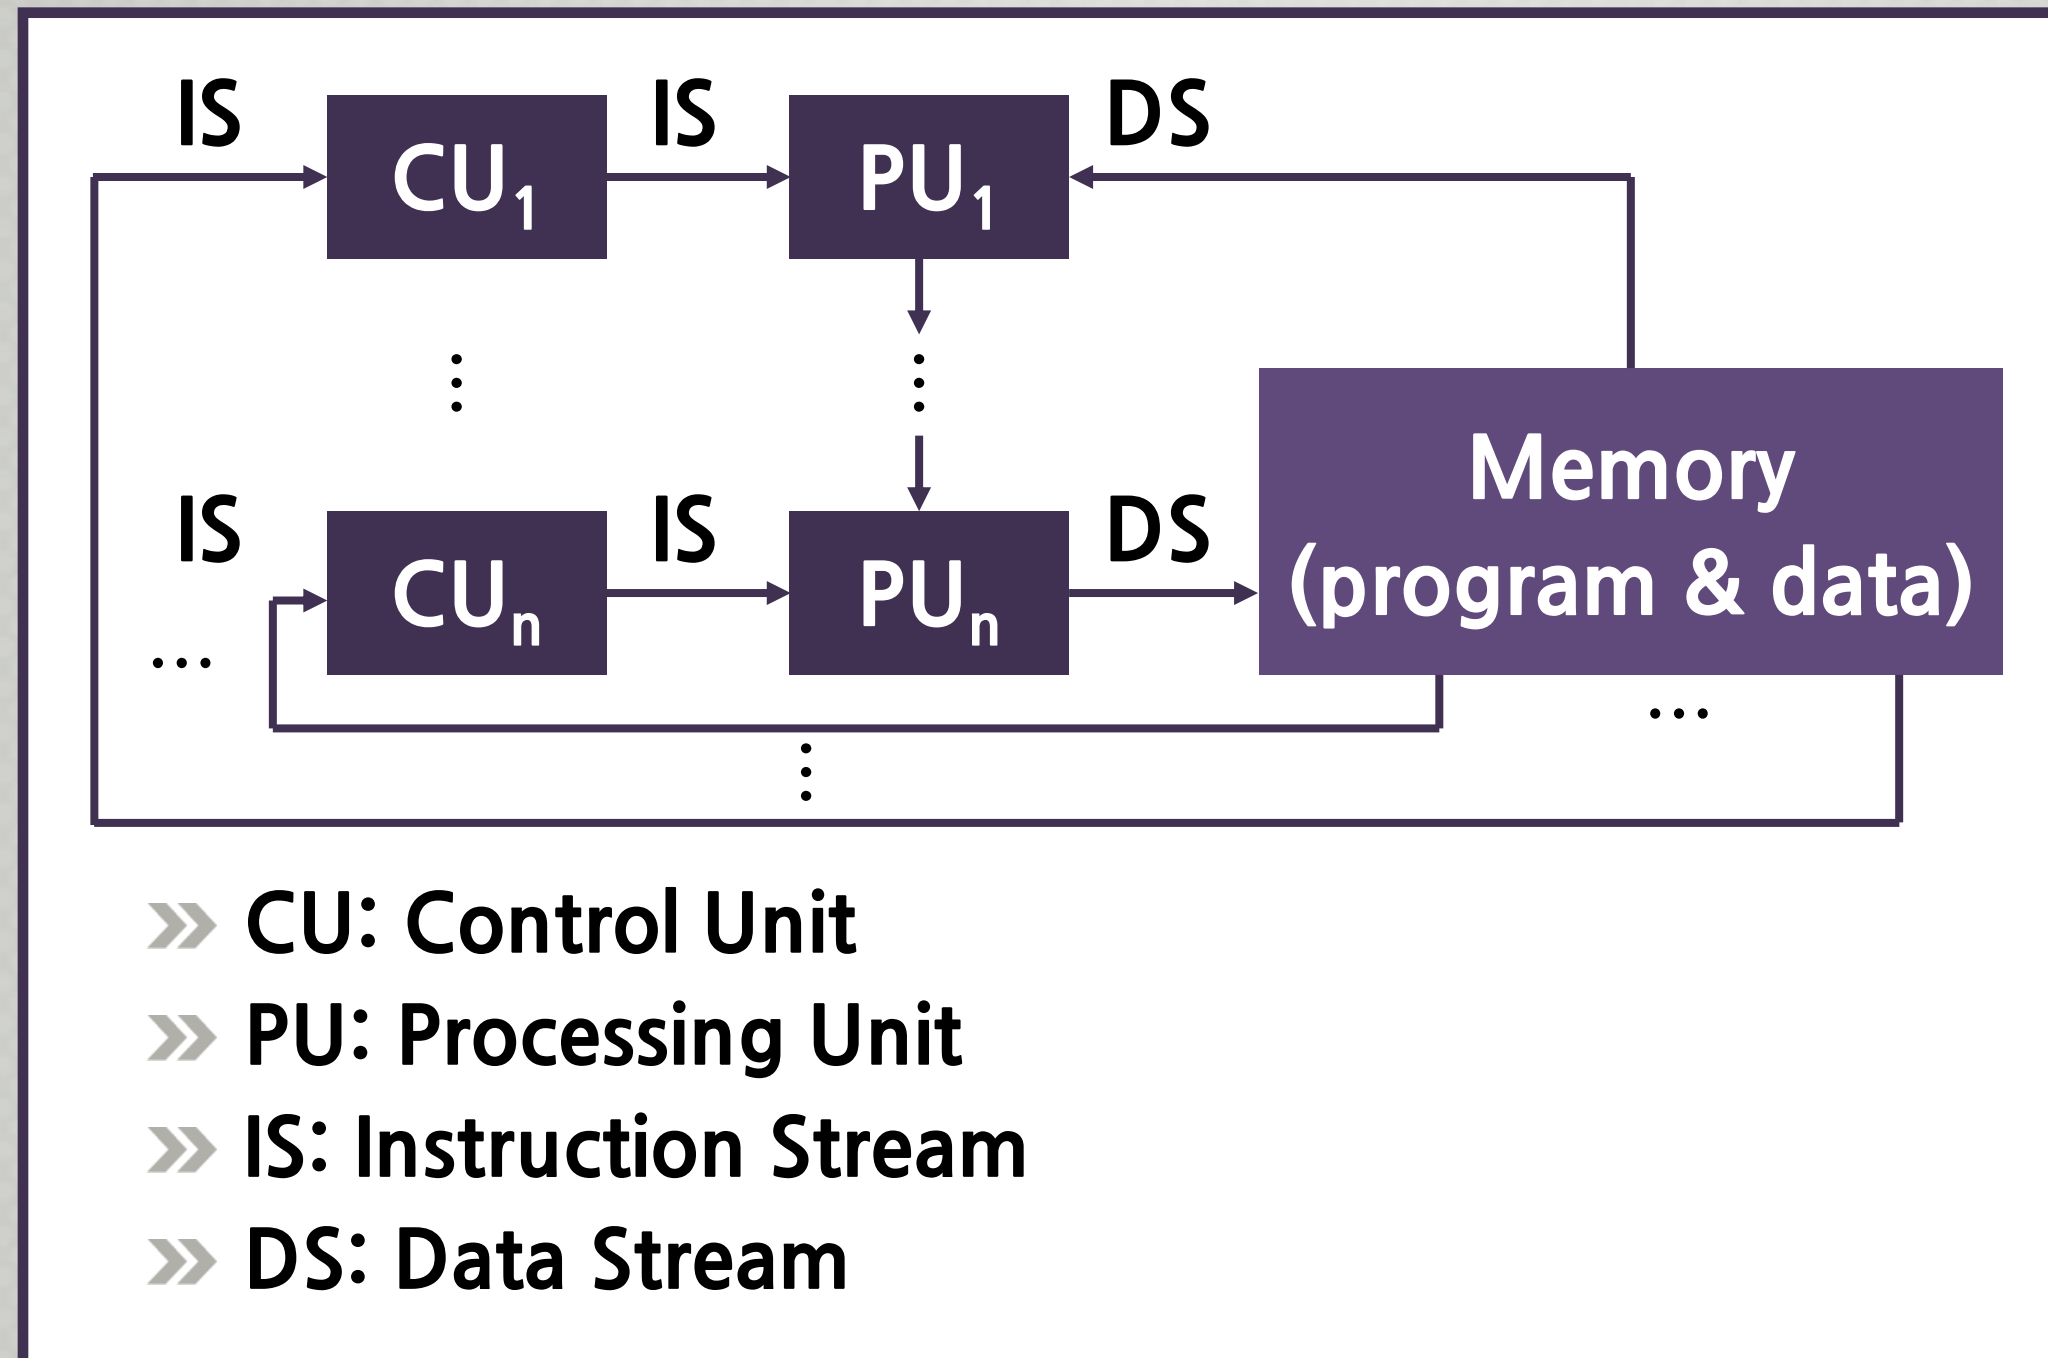 IS IS DS
CU1 PU1
⋮ ⋮
Memory
IS IS DS
(program & data)
CUn PUn
… …
⋮
CU: Control Unit
PU: Processing Unit
IS: Instruction Stream
DS: Data Stream